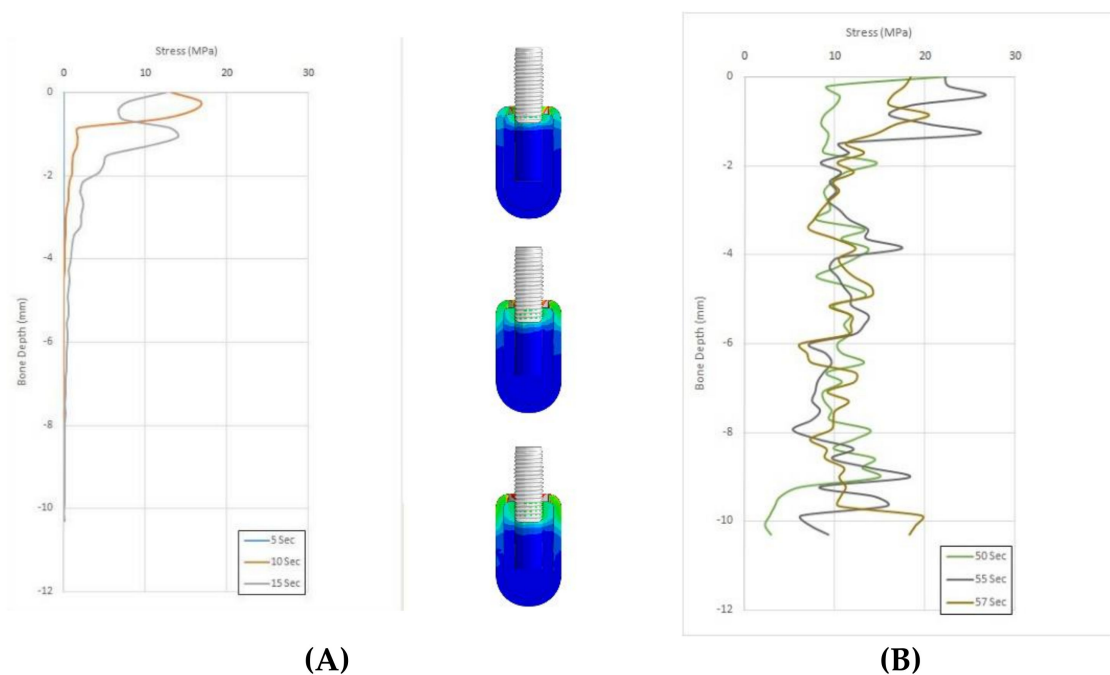 Stress (MPa)
0 10 20 30
0
-2
-4
-6
-8
-10
-12
Bone Depth (mm)
5 Sec
10 Sec
15 Sec
(A)
Stress (MPa)
0 10 20 30
0
-2
-4
-6
-8
-10
-12
Bone Depth (mm)
50 Sec
55 Sec
57 Sec
(B)